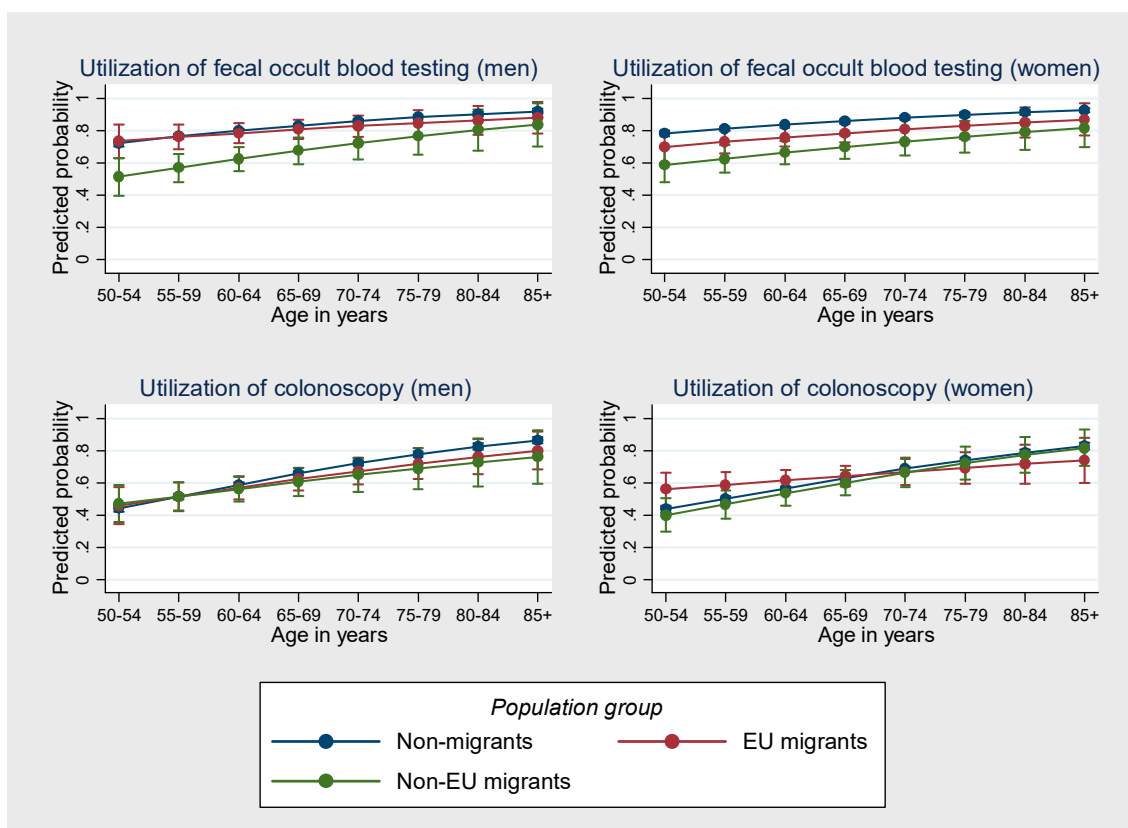 Utilization of fecal occult blood testing (men)
Predicted probability
0 .2 .4 .6 .8 1
50-54 55-59 60-64 65-69 70-74 75-79 80-84 85+
Age in years
Utilization of fecal occult blood testing (women)
Predicted probability
0 .2 .4 .6 .8 1
50-54 55-59 60-64 65-69 70-74 75-79 80-84 85+
Age in years
Utilization of colonoscopy (men)
Predicted probability
0 .2 .4 .6 .8 1
50-54 55-59 60-64 65-69 70-74 75-79 80-84 85+
Age in years
Utilization of colonoscopy (women)
Predicted probability
0 .2 .4 .6 .8 1
50-54 55-59 60-64 65-69 70-74 75-79 80-84 85+
Age in years
Population group
Non-migrants EU migrants
Non-EU migrants